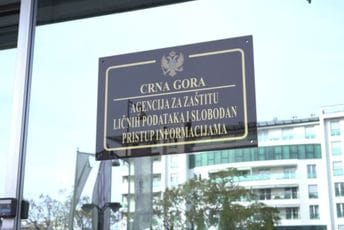 CRNA GORA
AGENCIJA ZA ZAŠTITU
LIČNIH PODATAKA I SLOBODAN
PRISTUP INFORMACIJAMA